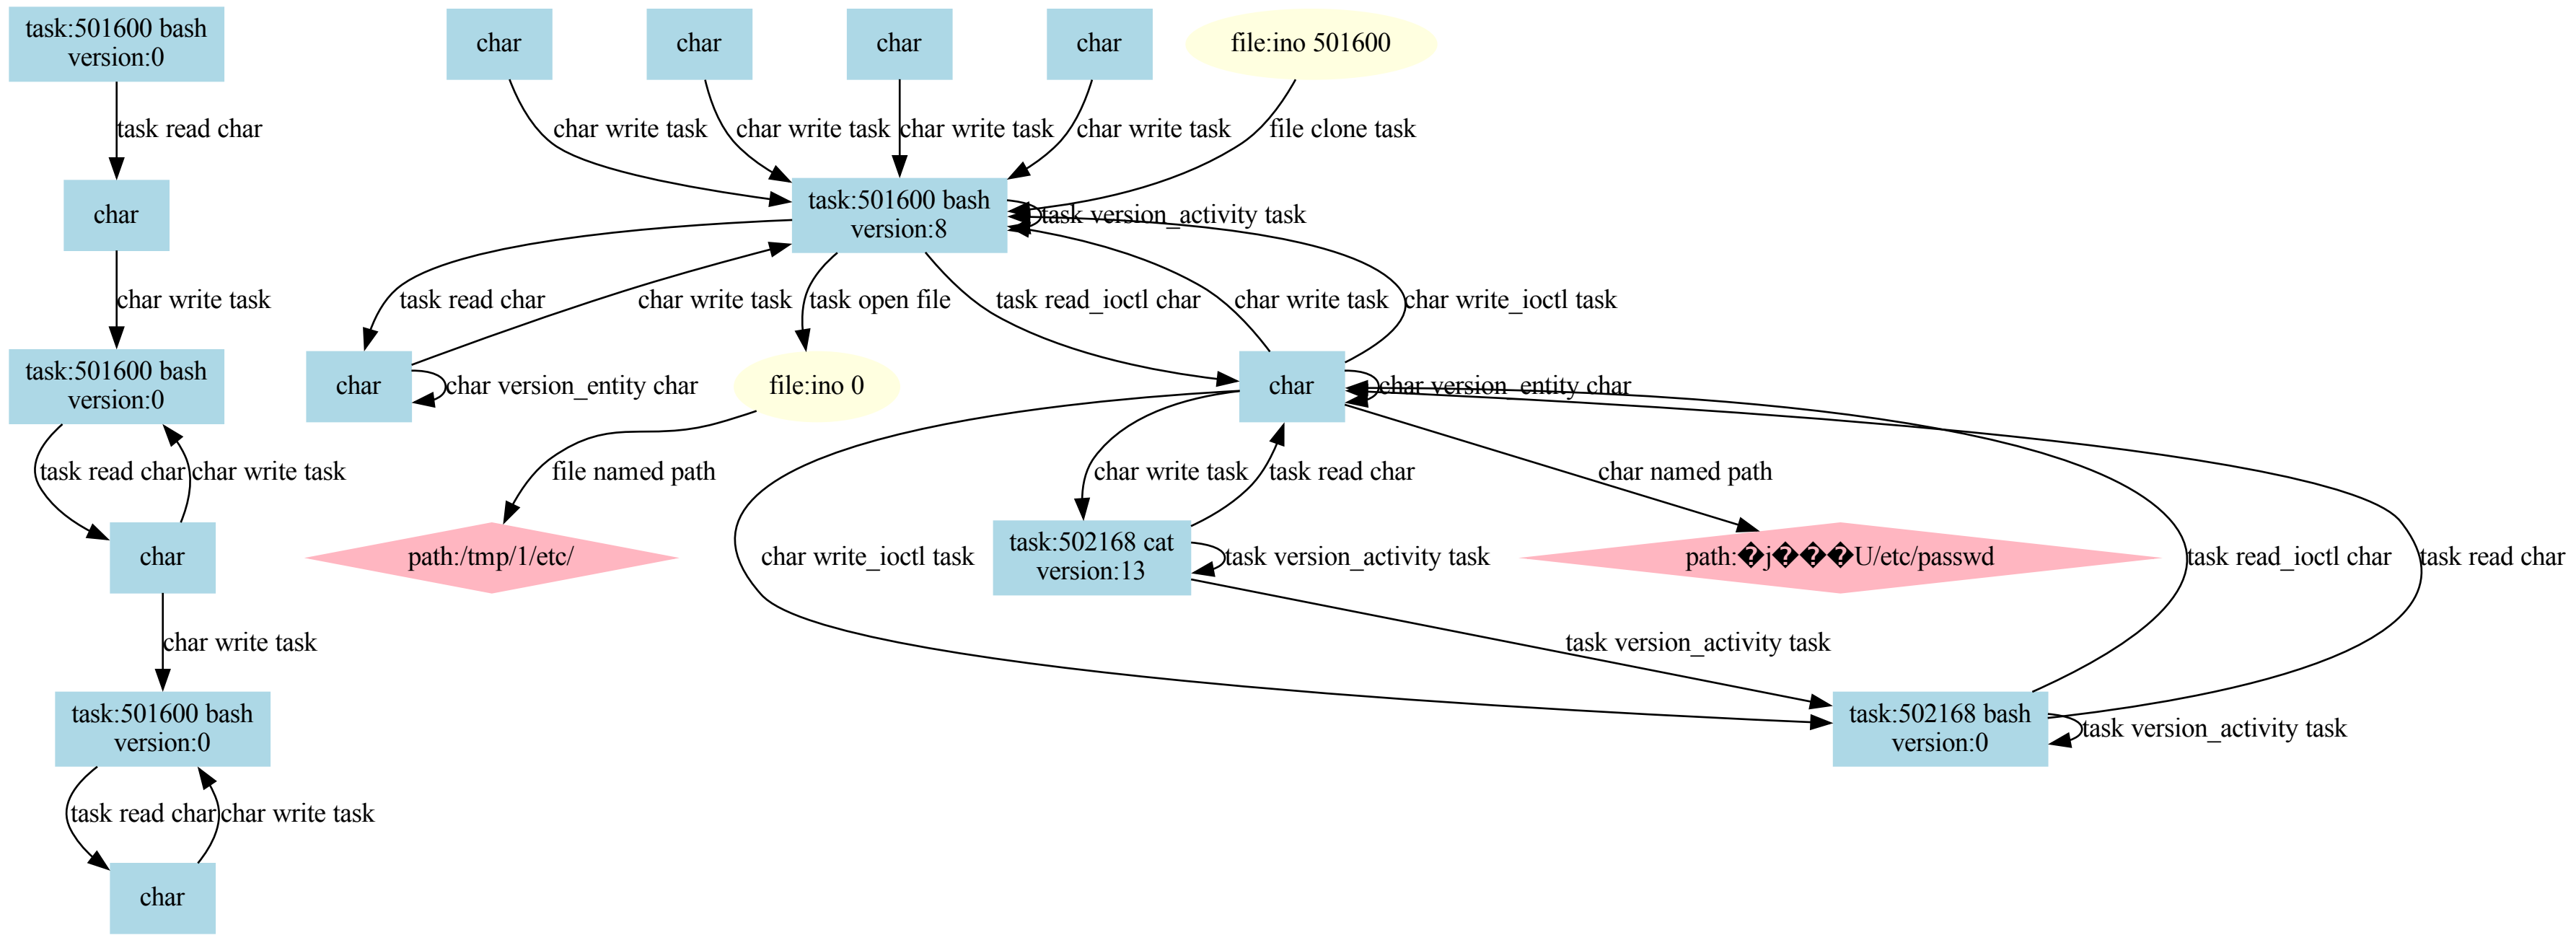 task:501600 bash
version:0
char
char
char
char
file:ino 501600
task read char
char write task
char write task
char write task
char write task
file clone task
char
task:501600 bash
version:8
task version_activity task
char write task
task read char
char write task
task open file
task read_ioctl char
char write task
char write_ioctl task
task:501600 bash
version:0
char
char version_entity char
file:ino 0
char
char version_entity char
task read char
char write task
file named path
char write task
task read char
char named path
char
path:/tmp/1/etc/
char write_ioctl task
task:502168 cat
version:13
task version_activity task
path:�j���U/etc/passwd
task read_ioctl char
task read char
char write task
task version_activity task
task:501600 bash
version:0
task:502168 bash
version:0
task version_activity task
task read char
char write task
char